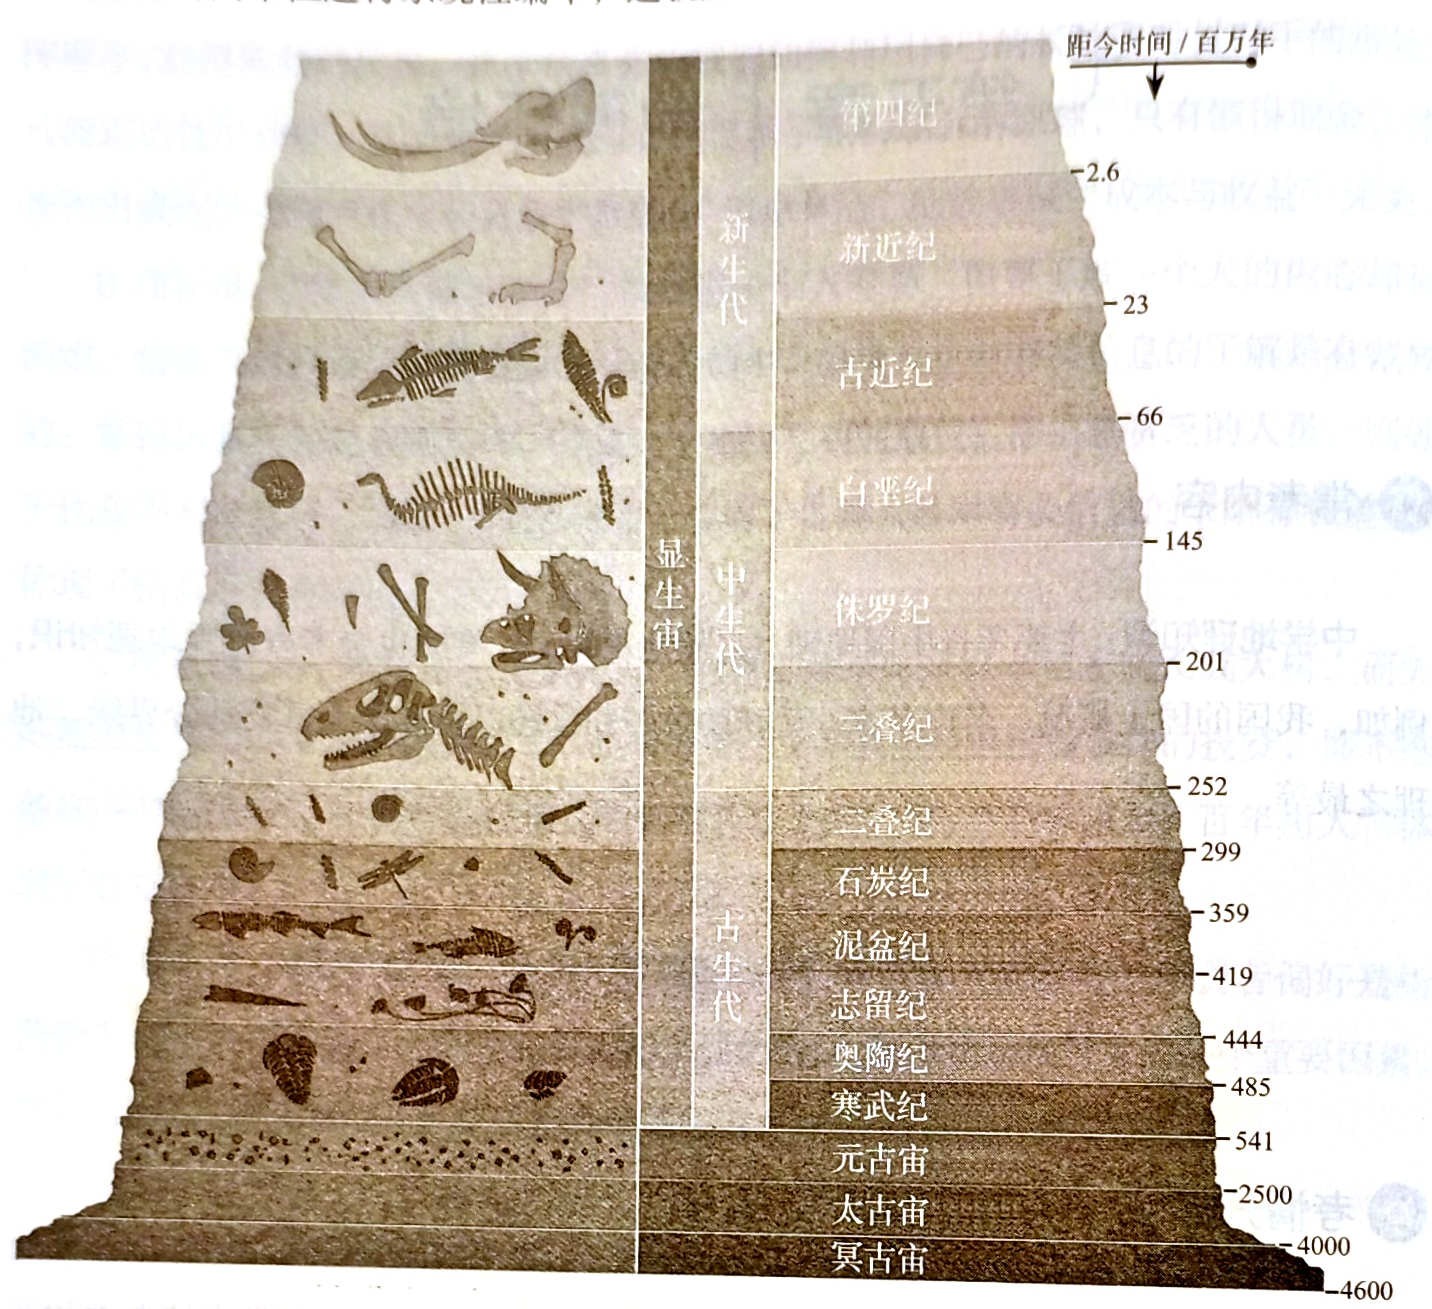 距今时间 / 百万年
第四纪
2.6
新近纪
23
新生代
古近纪
66
白垩纪
145
显生宙
中生代
侏罗纪
201
三叠纪
252
二叠纪
299
石炭纪
359
古生代
泥盆纪
419
志留纪
444
奥陶纪
485
寒武纪
541
元古宙
2500
太古宙
4000
冥古宙
4600